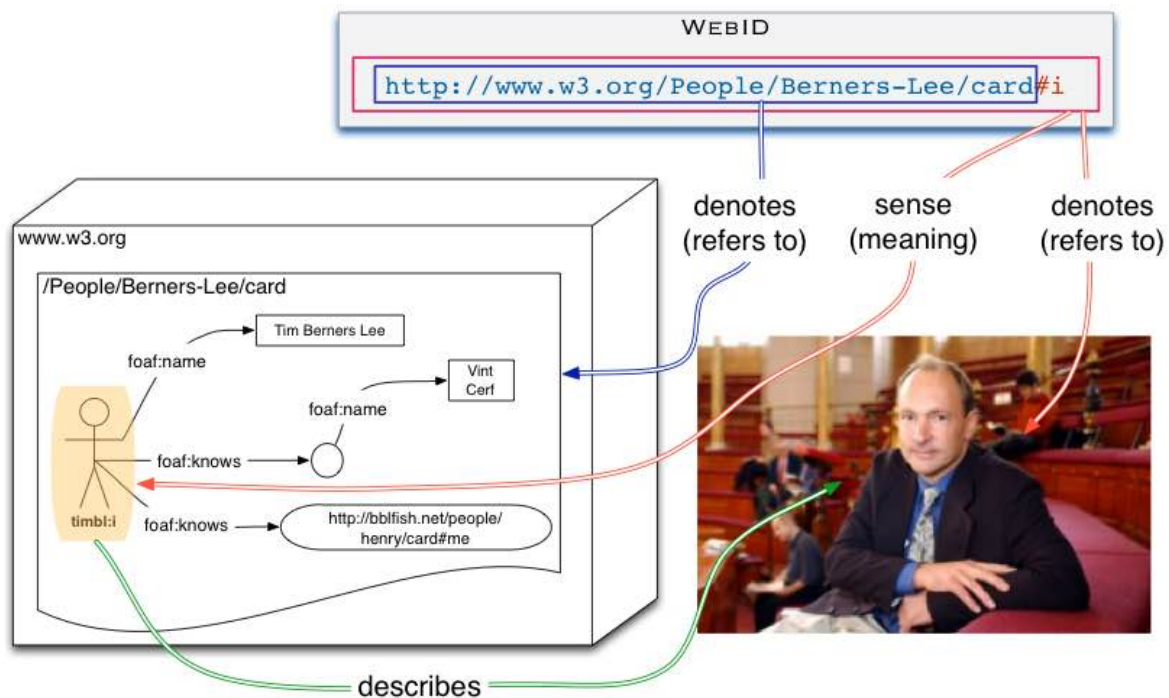 WEBID
http://www.w3.org/People/Berners-Lee/card#i
denotes
(refers to)
sense
(meaning)
denotes
(refers to)
www.w3.org
/People/Berners-Lee/card
Tim Berners Lee
foaf:name
Vint
Cerf
foaf:name
foaf:knows
timbl:i
foaf:knows
http://bblfish.net/people/
henry/card#me
describes